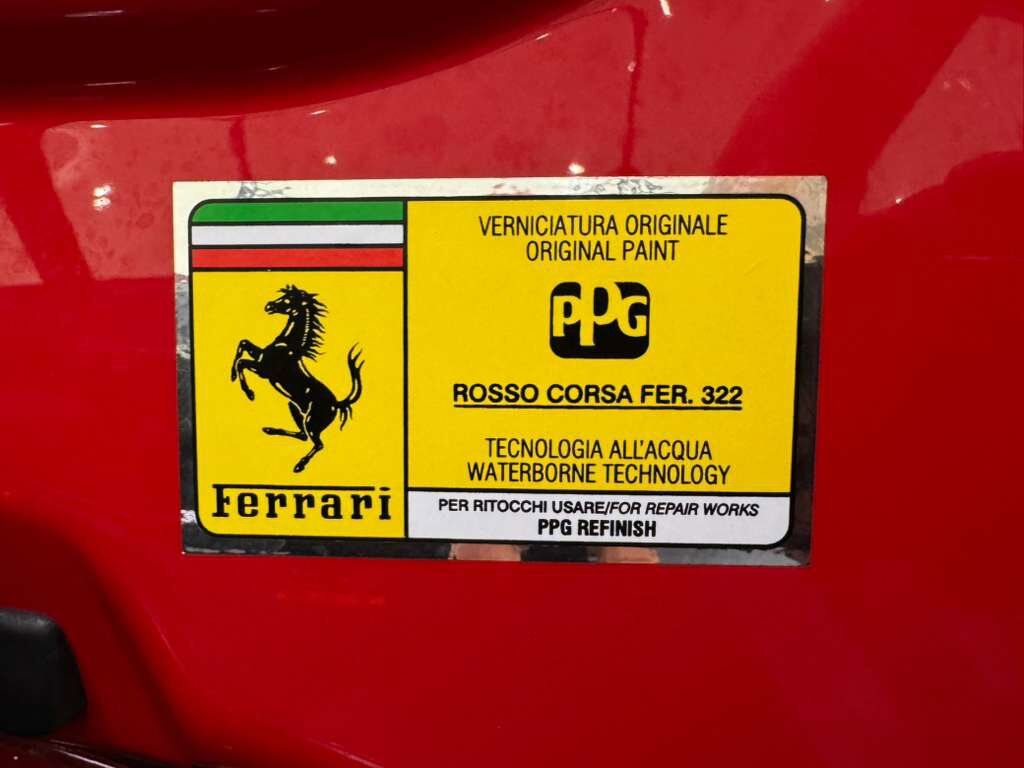 VERNICIATURA ORIGINALE
ORIGINAL PAINT
PPG
ROSSO CORSA FER. 322
TECNOLOGIA ALL'ACQUA
WATERBORNE TECHNOLOGY
Ferrari
PER RITOCCHI USARE/FOR REPAIR WORKS
PPG REFINISH